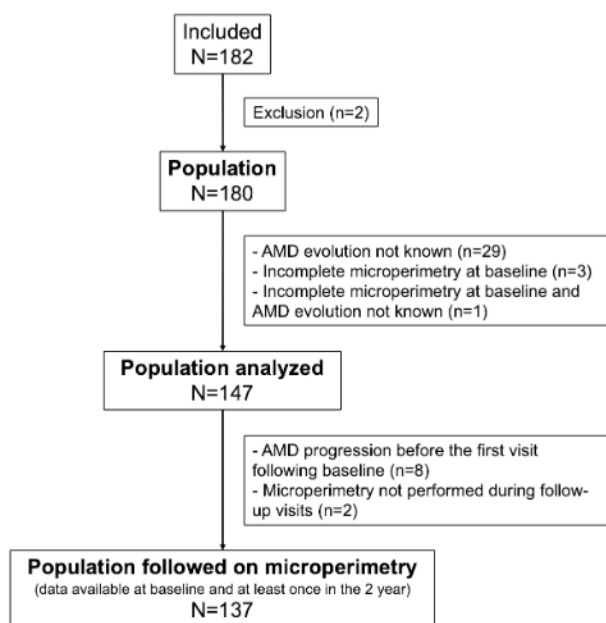 Included
N=182
Exclusion (n=2)
Population
N=180
- AMD evolution not known (n=29)
- Incomplete microperimetry at baseline (n=3)
- Incomplete microperimetry at baseline and
AMD evolution not known (n=1)
Population analyzed
N=147
- AMD progression before the first visit
following baseline (n=8)
- Microperimetry not performed during follow-
up visits (n=2)
Population followed on microperimetry
(data available at baseline and at least once in the 2 year)
N=137